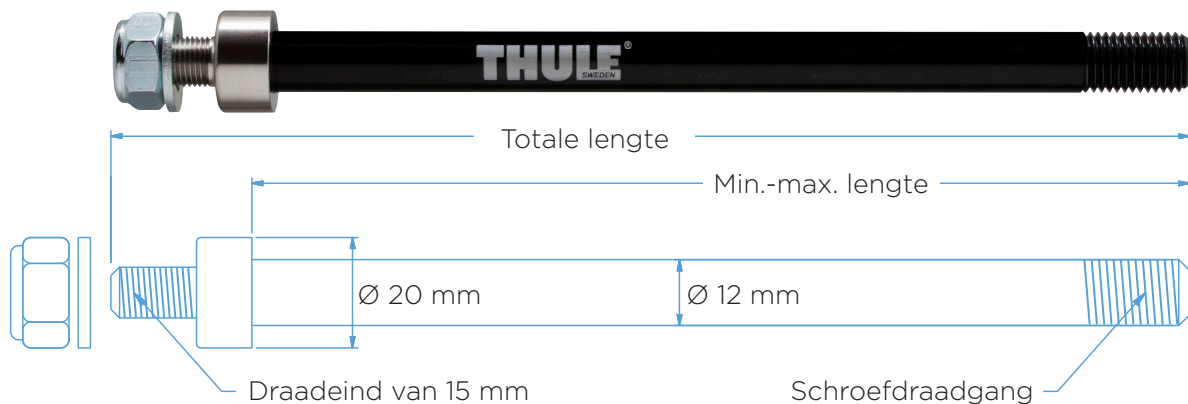 THULE®
SWEDEN
Totale lengte
Min.-max. lengte
Ø 20 mm
Ø 12 mm
Draadeind van 15 mm
Schroefdraadgang